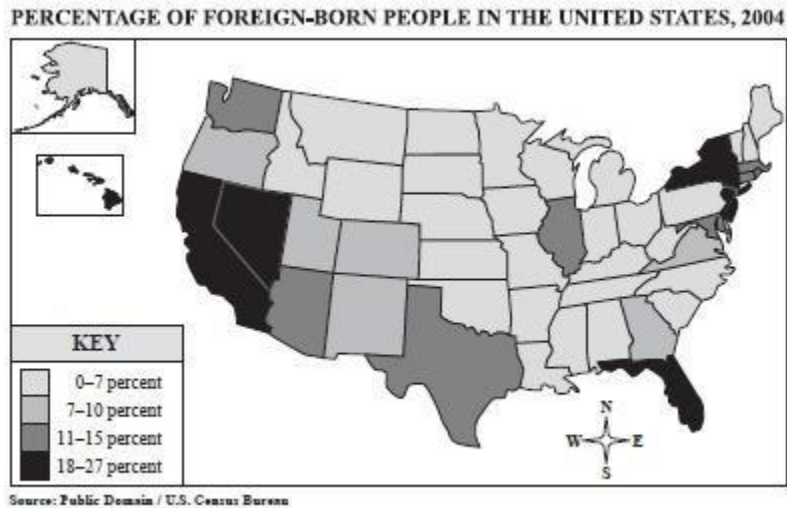 PERCENTAGE OF FOREIGN-BORN PEOPLE IN THE UNITED STATES, 2004
KEY
0–7 percent
7–10 percent
11–15 percent
18–27 percent
N
W E
S
Source: Public Domain / U.S. Census Bureau